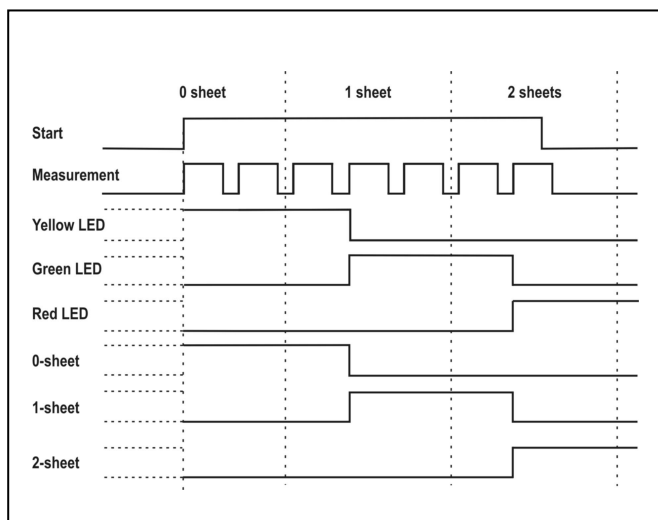 0 sheet 1 sheet 2 sheets
Start
Measurement
Yellow LED
Green LED
Red LED
0-sheet
1-sheet
2-sheet